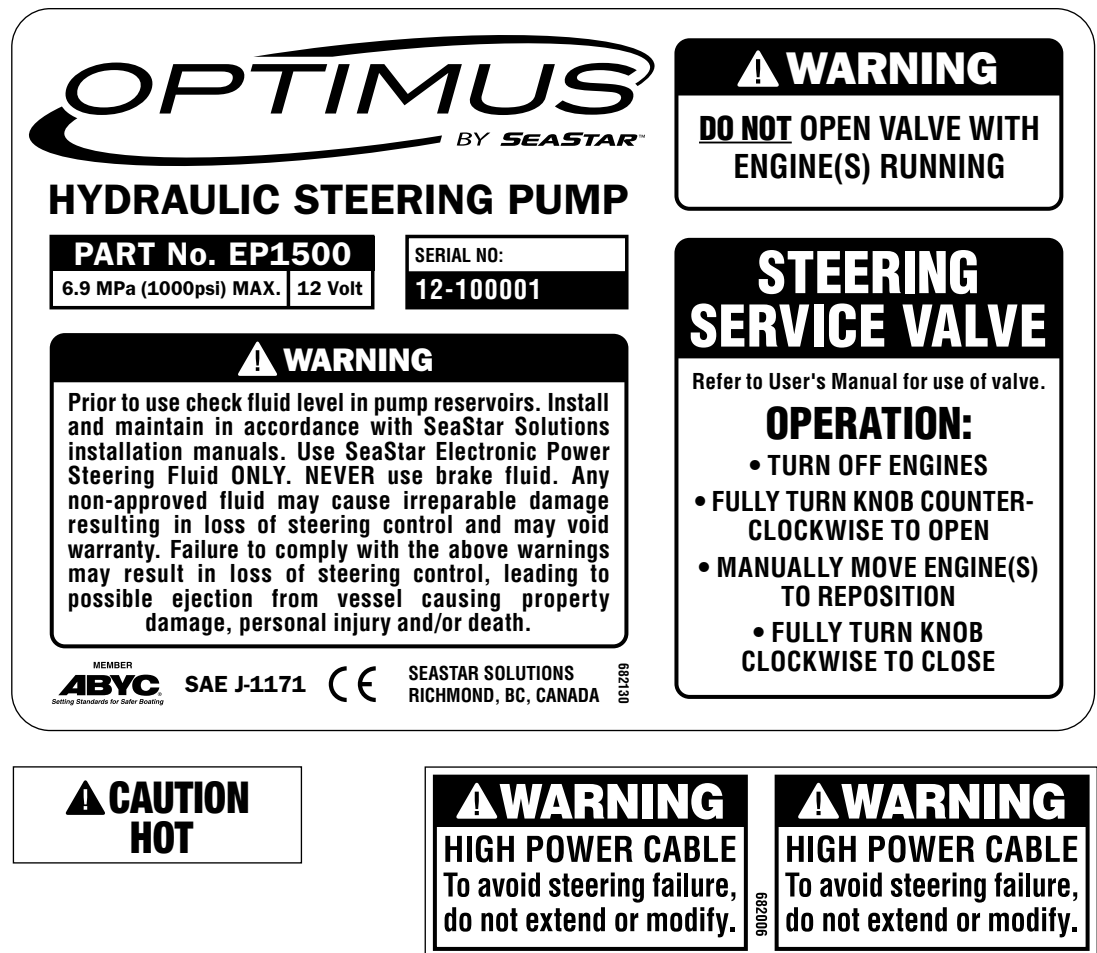 OPTIMUS
BY SEASTAR™
HYDRAULIC STEERING PUMP
PART No. EP1500
6.9 MPa (1000psi) MAX. 12 Volt
SERIAL NO:
12-100001
WARNING
Prior to use check fluid level in pump reservoirs. Install
and maintain in accordance with SeaStar Solutions
installation manuals. Use SeaStar Electronic Power
Steering Fluid ONLY. NEVER use brake fluid. Any
non-approved fluid may cause irreparable damage
resulting in loss of steering control and may void
warranty. Failure to comply with the above warnings
may result in loss of steering control, leading to
possible ejection from vessel causing property
damage, personal injury and/or death.
MEMBER
ABYC®
Setting Standards for Safer Boating
SAE J-1171
CE
SEASTAR SOLUTIONS
RICHMOND, BC, CANADA
682130
WARNING
DO NOT OPEN VALVE WITH
ENGINE(S) RUNNING
STEERING
SERVICE VALVE
Refer to User's Manual for use of valve.
OPERATION:
• TURN OFF ENGINES
• FULLY TURN KNOB COUNTER-
CLOCKWISE TO OPEN
• MANUALLY MOVE ENGINE(S)
TO REPOSITION
• FULLY TURN KNOB
CLOCKWISE TO CLOSE
CAUTION
HOT
WARNING
HIGH POWER CABLE
To avoid steering failure,
do not extend or modify.
682006
WARNING
HIGH POWER CABLE
To avoid steering failure,
do not extend or modify.